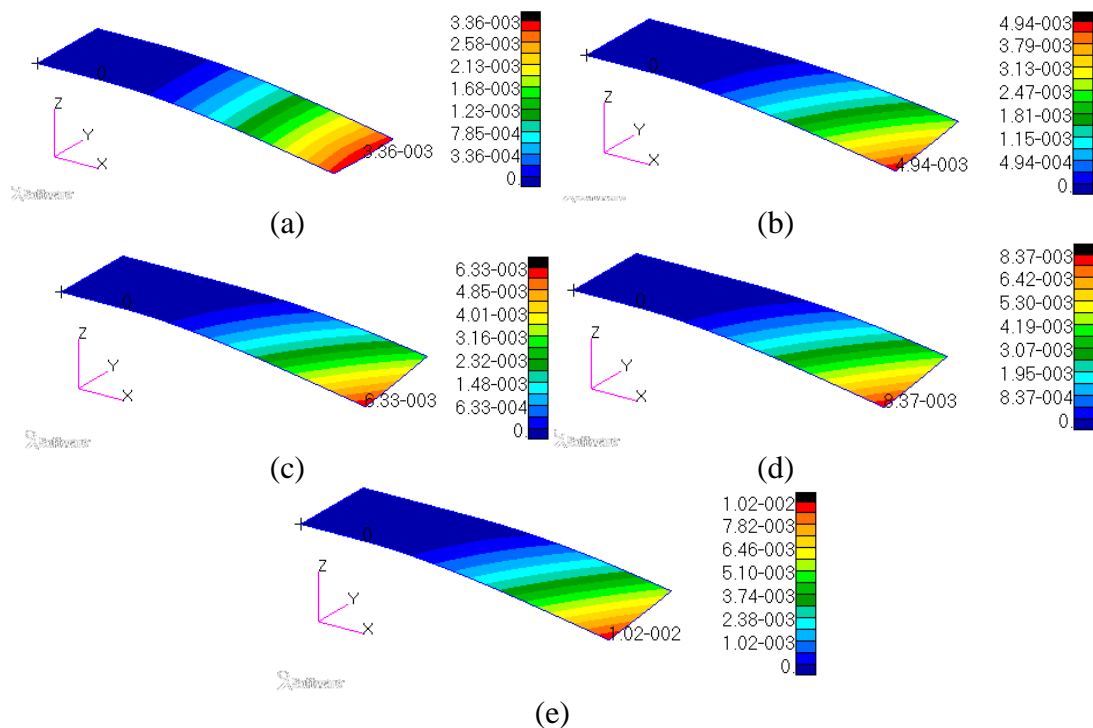 3.36-003
2.58-003
2.13-003
1.68-003
1.23-003
7.85-004
3.36-004
0.
0
3.36-003
Z
Y
X
Software
(a)
4.94-003
3.79-003
3.13-003
2.47-003
1.81-003
1.15-003
4.94-004
0.
0
4.94-003
Z
Y
X
(b)
6.33-003
4.85-003
4.01-003
3.16-003
2.32-003
1.48-003
6.33-004
0.
0
6.33-003
Z
Y
X
Software
(c)
8.37-003
6.42-003
5.30-003
4.19-003
3.07-003
1.95-003
8.37-004
0.
0
8.37-003
Z
Y
X
Software
(d)
1.02-002
7.82-003
6.46-003
5.10-003
3.74-003
2.38-003
1.02-003
0.
0
1.02-002
Z
Y
X
Software
(e)